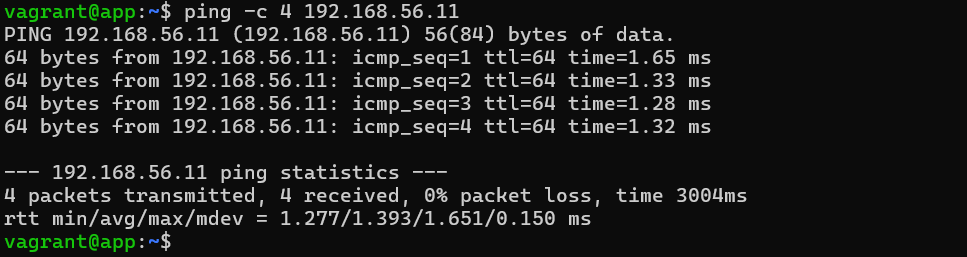 vagrant@app:~$ ping -c 4 192.168.56.11
PING 192.168.56.11 (192.168.56.11) 56(84) bytes of data.
64 bytes from 192.168.56.11: icmp_seq=1 ttl=64 time=1.65 ms
64 bytes from 192.168.56.11: icmp_seq=2 ttl=64 time=1.33 ms
64 bytes from 192.168.56.11: icmp_seq=3 ttl=64 time=1.28 ms
64 bytes from 192.168.56.11: icmp_seq=4 ttl=64 time=1.32 ms

--- 192.168.56.11 ping statistics ---
4 packets transmitted, 4 received, 0% packet loss, time 3004ms
rtt min/avg/max/mdev = 1.277/1.393/1.651/0.150 ms
vagrant@app:~$